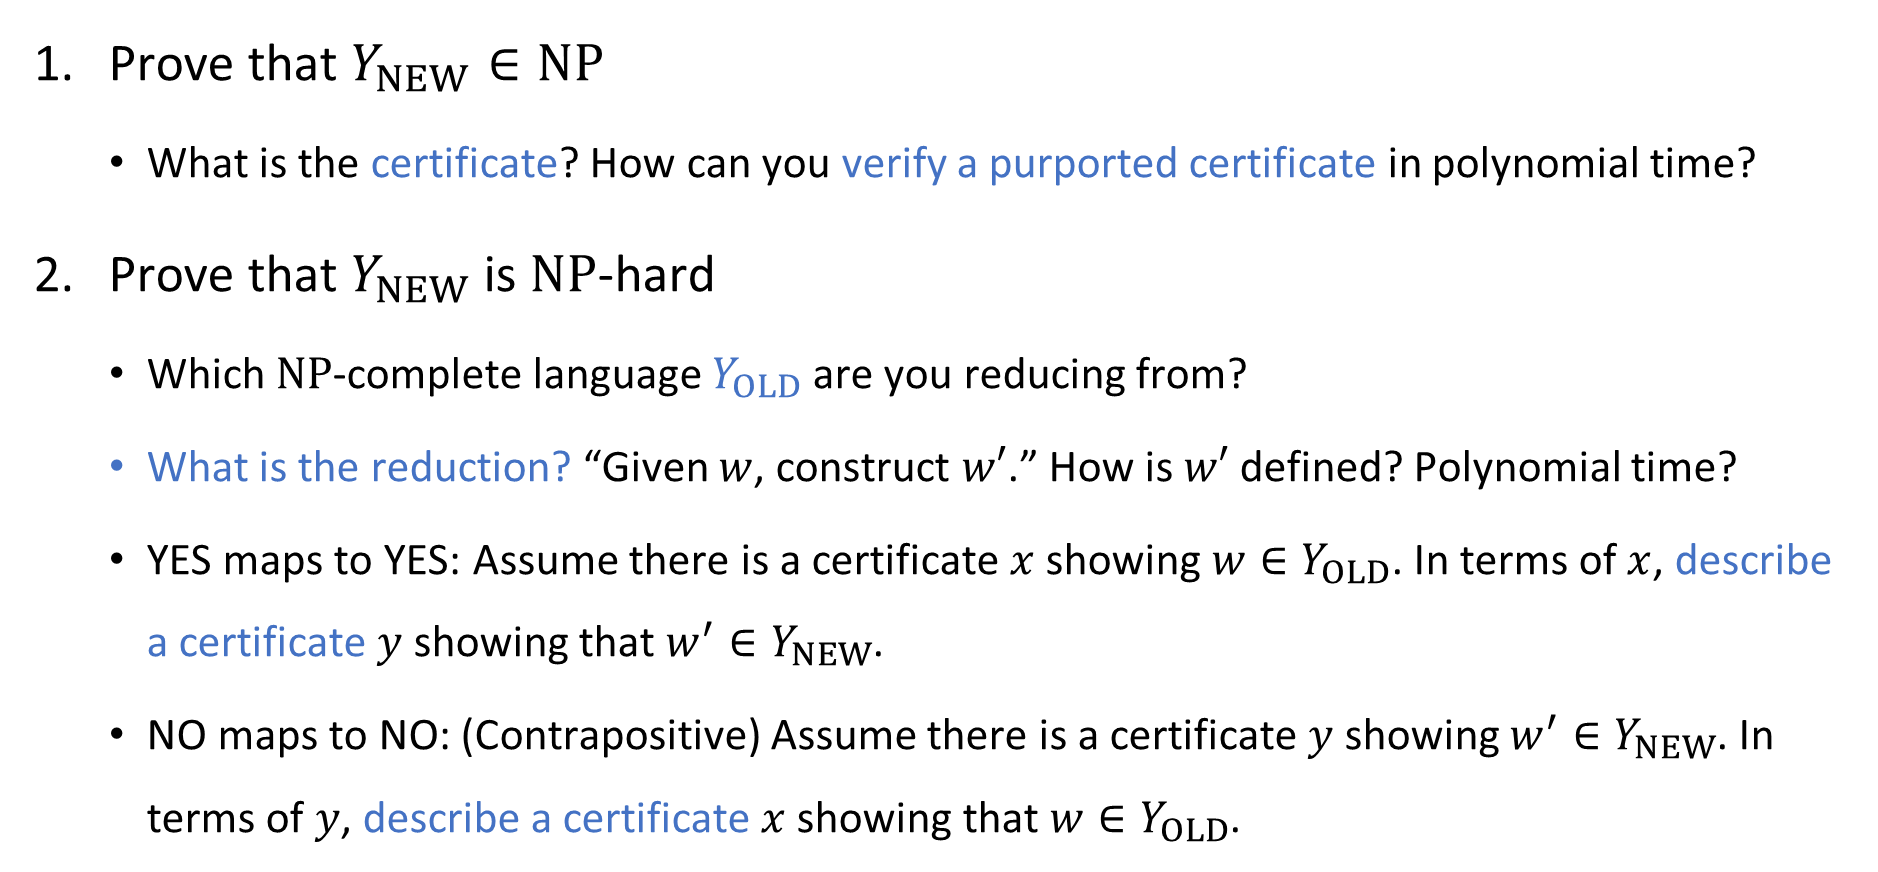 1. Prove that Y_NEW ∈ NP
• What is the certificate? How can you verify a purported certificate in polynomial time?
2. Prove that Y_NEW is NP-hard
• Which NP-complete language Y_OLD are you reducing from?
• What is the reduction? “Given w, construct w′.” How is w′ defined? Polynomial time?
• YES maps to YES: Assume there is a certificate x showing w ∈ Y_OLD. In terms of x, describe
a certificate y showing that w′ ∈ Y_NEW.
• NO maps to NO: (Contrapositive) Assume there is a certificate y showing w′ ∈ Y_NEW. In
terms of y, describe a certificate x showing that w ∈ Y_OLD.